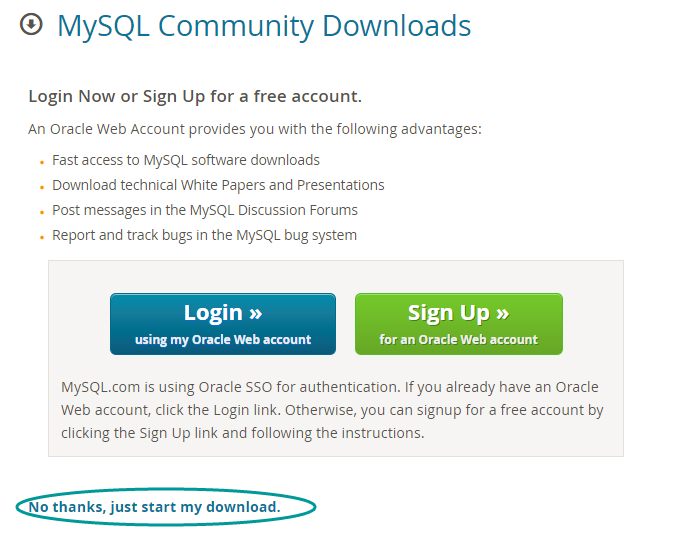 MySQL Community Downloads
Login Now or Sign Up for a free account.
An Oracle Web Account provides you with the following advantages:
Fast access to MySQL software downloads
Download technical White Papers and Presentations
Post messages in the MySQL Discussion Forums
Report and track bugs in the MySQL bug system
Login »
using my Oracle Web account
Sign Up »
for an Oracle Web account
MySQL.com is using Oracle SSO for authentication. If you already have an Oracle
Web account, click the Login link. Otherwise, you can signup for a free account by
clicking the Sign Up link and following the instructions.
No thanks, just start my download.